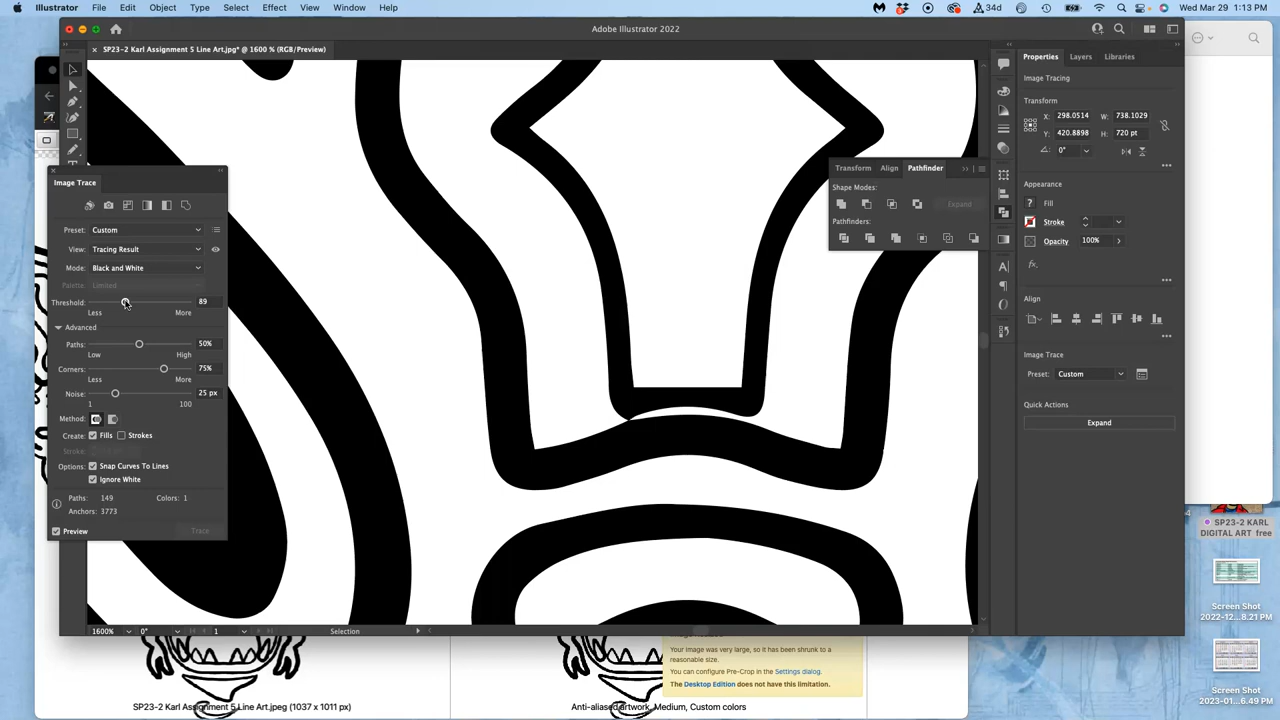 Illustrator File Edit Object Type Select Effect View Window Help
34d Wed Mar 29 1:13 PM
Adobe Illustrator 2022
SP23-2 Karl Assignment 5 Line Art.jpg* @ 1600 % (RGB/Preview)
Image Trace
Preset: Custom
View: Tracing Result
Mode: Black and White
Palette: Limited
Threshold: 89
Less More
Advanced
Paths: 50%
Low High
Corners: 75%
Less More
Noise: 25 px
1 100
Method:
Create: Fills Strokes
Stroke:
Options: Snap Curves To Lines
Ignore White
Paths: 149 Colors: 1
Anchors: 3773
Preview Trace
Transform Align Pathfinder
Shape Modes:
Expand
Pathfinders:
Properties Layers Libraries
Image Tracing
Transform
X: 298.0514 W: 738.1029
Y: 420.8898 H: 720 pt
0°
Appearance
Fill
Stroke
Opacity 100%
fx.
Align
Image Trace
Preset: Custom
Quick Actions
Expand
1600% 0° 1 Selection
Your image was very large, so it has been shrunk to a
reasonable size.
You can configure Pre-Crop in the Settings dialog.
The Desktop Edition does not have this limitation.
SP23-2 Karl Assignment 5 Line Art.jpeg (1037 x 1011 px)
Anti-aliased artwork, Medium, Custom colors
SP23-2 KARL
DIGITAL ART free
Screen Shot
2022-12...8.21 PM
Screen Shot
2023-01...6.49 PM